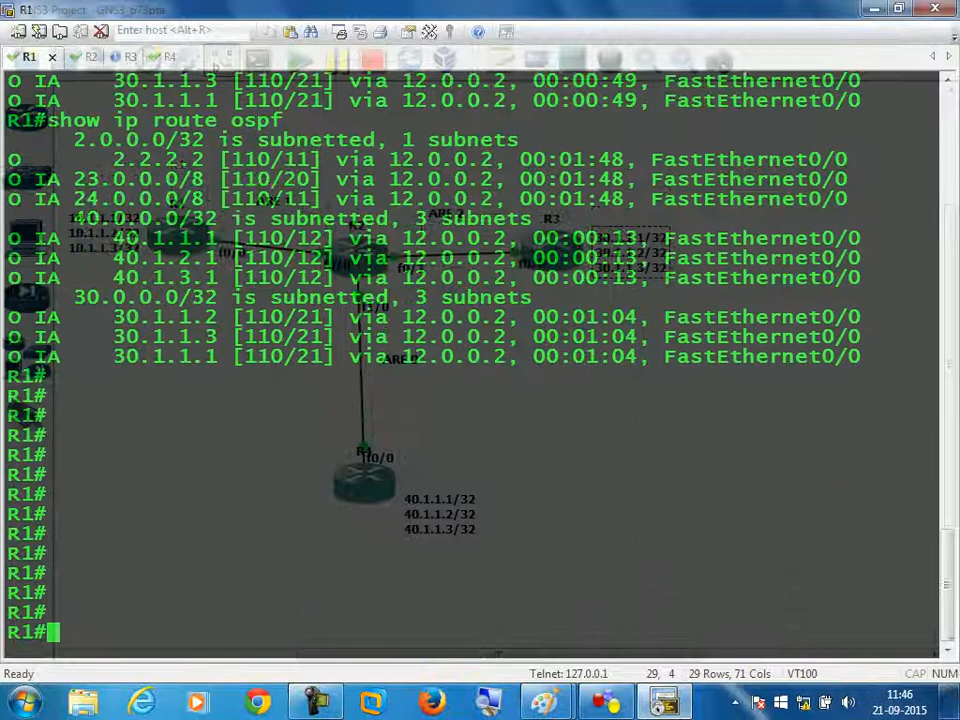 R1/S3 Project - GNS3_p73pta
Enter host <Alt+R>
R1
R2
R3
R4
O IA 30.1.1.3 [110/21] via 12.0.0.2, 00:00:49, FastEthernet0/0
O IA 30.1.1.1 [110/21] via 12.0.0.2, 00:00:49, FastEthernet0/0
R1#show ip route ospf
2.0.0.0/32 is subnetted, 1 subnets
O 2.2.2.2 [110/11] via 12.0.0.2, 00:01:48, FastEthernet0/0
O IA 23.0.0.0/8 [110/20] via 12.0.0.2, 00:01:48, FastEthernet0/0
O IA 24.0.0.0/8 [110/11] via 12.0.0.2, 00:01:48, FastEthernet0/0
40.0.0.0/32 is subnetted, 3 subnets
O IA 40.1.1.1 [110/12] via 12.0.0.2, 00:00:13, FastEthernet0/0
O IA 40.1.2.1 [110/12] via 12.0.0.2, 00:00:13, FastEthernet0/0
O IA 40.1.3.1 [110/12] via 12.0.0.2, 00:00:13, FastEthernet0/0
30.0.0.0/32 is subnetted, 3 subnets
O IA 30.1.1.2 [110/21] via 12.0.0.2, 00:01:04, FastEthernet0/0
O IA 30.1.1.3 [110/21] via 12.0.0.2, 00:01:04, FastEthernet0/0
O IA 30.1.1.1 [110/21] via 12.0.0.2, 00:01:04, FastEthernet0/0
R1#
R1#
R1#
R1#
R1#
R1#
R1#
R1#
R1#
R1#
R1#
R1#
R1#
R1#
R3
f0/0
40.1.1.1/32
40.1.1.2/32
40.1.1.3/32
Ready
Telnet: 127.0.0.1
29, 4
29 Rows, 71 Cols
VT100
CAP NUM
11:46
21-09-2015